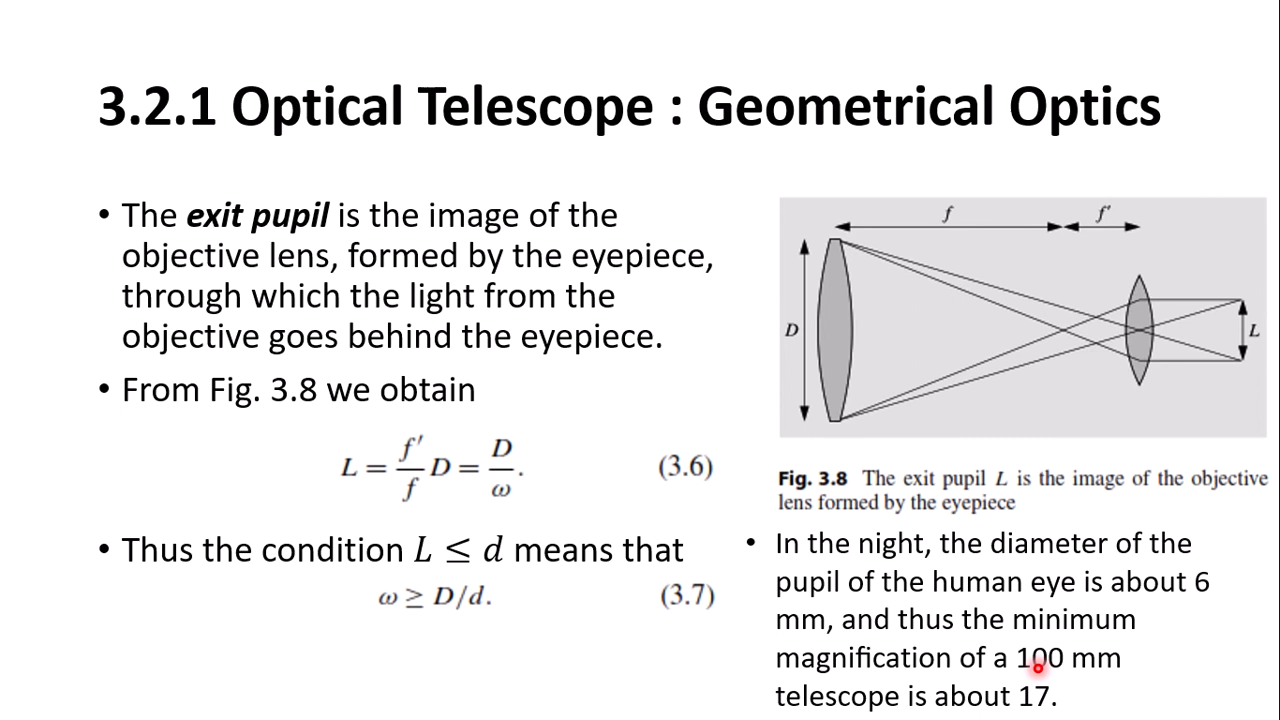 3.2.1 Optical Telescope : Geometrical Optics
• The exit pupil is the image of the
objective lens, formed by the eyepiece,
through which the light from the
objective goes behind the eyepiece.
• From Fig. 3.8 we obtain
L = f′/f D = D/ω. (3.6)
• Thus the condition L ≤ d means that
ω ≥ D/d. (3.7)
f
f′
D
L
Fig. 3.8 The exit pupil L is the image of the objective
lens formed by the eyepiece
• In the night, the diameter of the
pupil of the human eye is about 6
mm, and thus the minimum
magnification of a 100 mm
telescope is about 17.